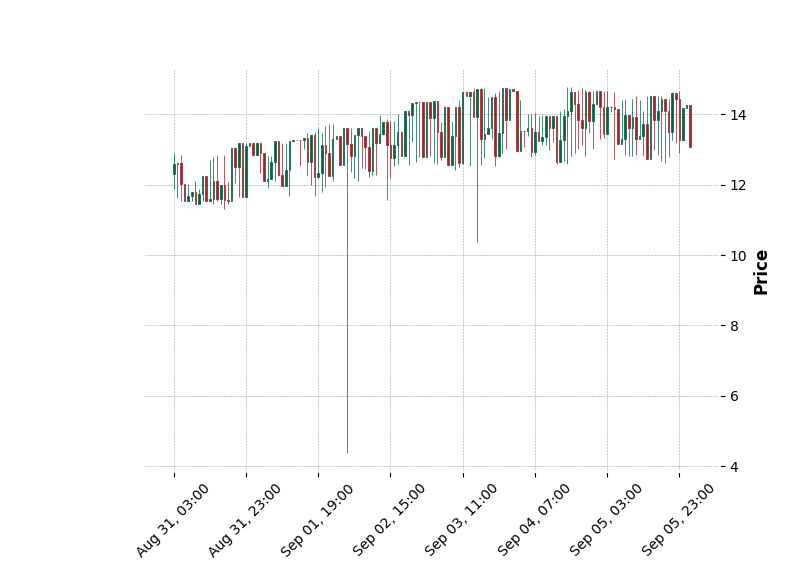 14
12
10
8
6
4
Price
Aug 31, 03:00
Aug 31, 23:00
Sep 01, 19:00
Sep 02, 15:00
Sep 03, 11:00
Sep 04, 07:00
Sep 05, 03:00
Sep 05, 23:00